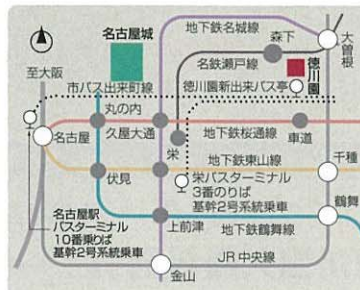 名古屋城
地下鉄名城線
森下
大曽根
名鉄瀬戸線
徳川園
至大阪
市バス出来町線
徳川園新出来バス亭
丸の内
名古屋
久屋大通
地下鉄桜通線
車道
栄
地下鉄東山線
千種
伏見
栄バスターミナル
3番のりば
基幹2号系統乗車
名古屋駅
バスターミナル
10番乗りば
基幹2号系統乗車
鶴舞
上前津
地下鉄鶴舞線
JR中央線
金山